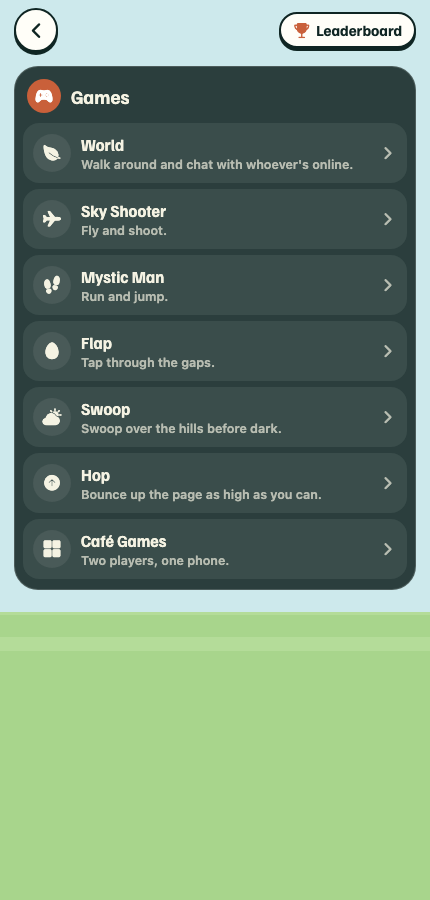 Leaderboard
Games
World
Walk around and chat with whoever's online.
Sky Shooter
Fly and shoot.
Mystic Man
Run and jump.
Flap
Tap through the gaps.
Swoop
Swoop over the hills before dark.
Hop
Bounce up the page as high as you can.
Café Games
Two players, one phone.